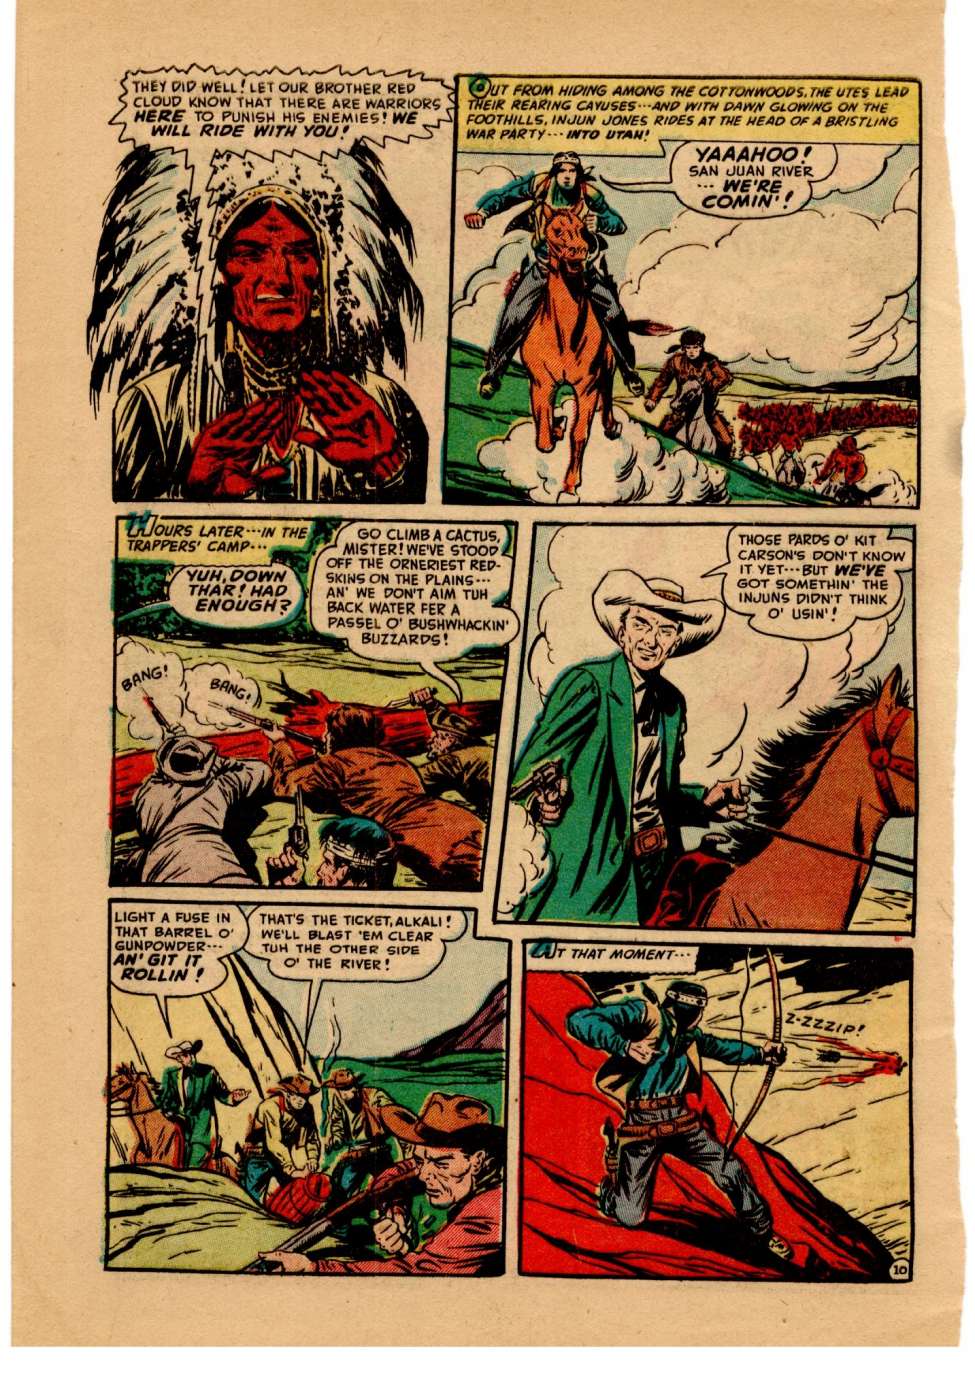 THEY DID WELL! LET OUR BROTHER RED
CLOUD KNOW THAT THERE ARE WARRIORS
HERE TO PUNISH HIS ENEMIES! WE
WILL RIDE WITH YOU!
OUT FROM HIDING AMONG THE COTTONWOODS, THE UTES LEAD
THEIR REARING CAYUSES---AND WITH DAWN GLOWING ON THE
FOOTHILLS, INJUN JONES RIDES AT THE HEAD OF A BRISTLING
WAR PARTY--- INTO UTAH!
YAAAHOO!
SAN JUAN RIVER
--- WE'RE
COMIN'!
HOURS LATER---IN THE
TRAPPERS' CAMP---
YUH, DOWN
THAR! HAD
ENOUGH?
GO CLIMB A CACTUS,
MISTER! WE'VE STOOD
OFF THE ORNERIEST RED-
SKINS ON THE PLAINS---
AN' WE DON'T AIM TUH
BACK WATER FER A
PASSEL O' BUSHWHACKIN'
BUZZARDS!
BANG!
BANG!
THOSE PARDS O' KIT
CARSON'S DON'T KNOW
IT YET---BUT WE'VE
GOT SOMETHIN' THE
INJUNS DIDN'T THINK
O' USIN'!
LIGHT A FUSE IN
THAT BARREL O'
GUNPOWDER---
AN' GIT IT
ROLLIN'!
THAT'S THE TICKET, ALKALI!
WE'LL BLAST 'EM CLEAR
TUH THE OTHER SIDE
O' THE RIVER!
AT THAT MOMENT---
Z-ZZZIP!
10